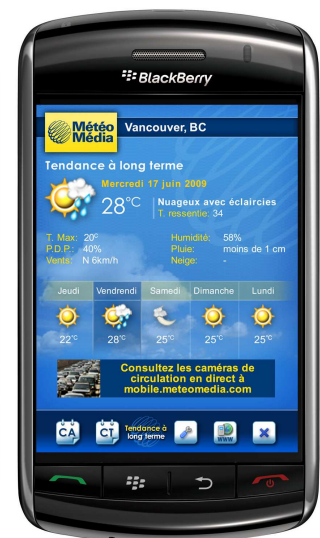 BlackBerry
Météo
Média
Vancouver, BC
Tendance à long terme
Mercredi 17 juin 2009
28°C
Nuageux avec éclaircies
T. ressentie: 34
T. Max: 20°
Humidité: 58%
P.D.P.: 40%
Pluie: moins de 1 cm
Vents: N 6km/h
Neige: -
Jeudi Vendredi Samedi Dimanche Lundi
22°C 28°C 25°C 25°C 25°C
Consultez les caméras de
circulation en direct à
mobile.meteomedia.com
CA CT Tendance à
long terme
WWW